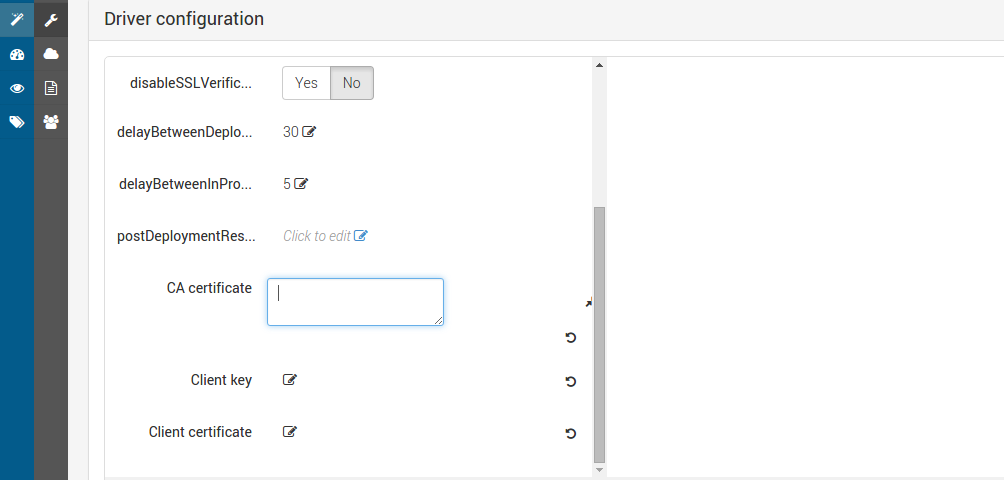 Driver configuration
disableSSLVerific... Yes No
delayBetweenDeplo... 30
delayBetweenInPro... 5
postDeploymentRes... Click to edit
CA certificate
Client key
Client certificate